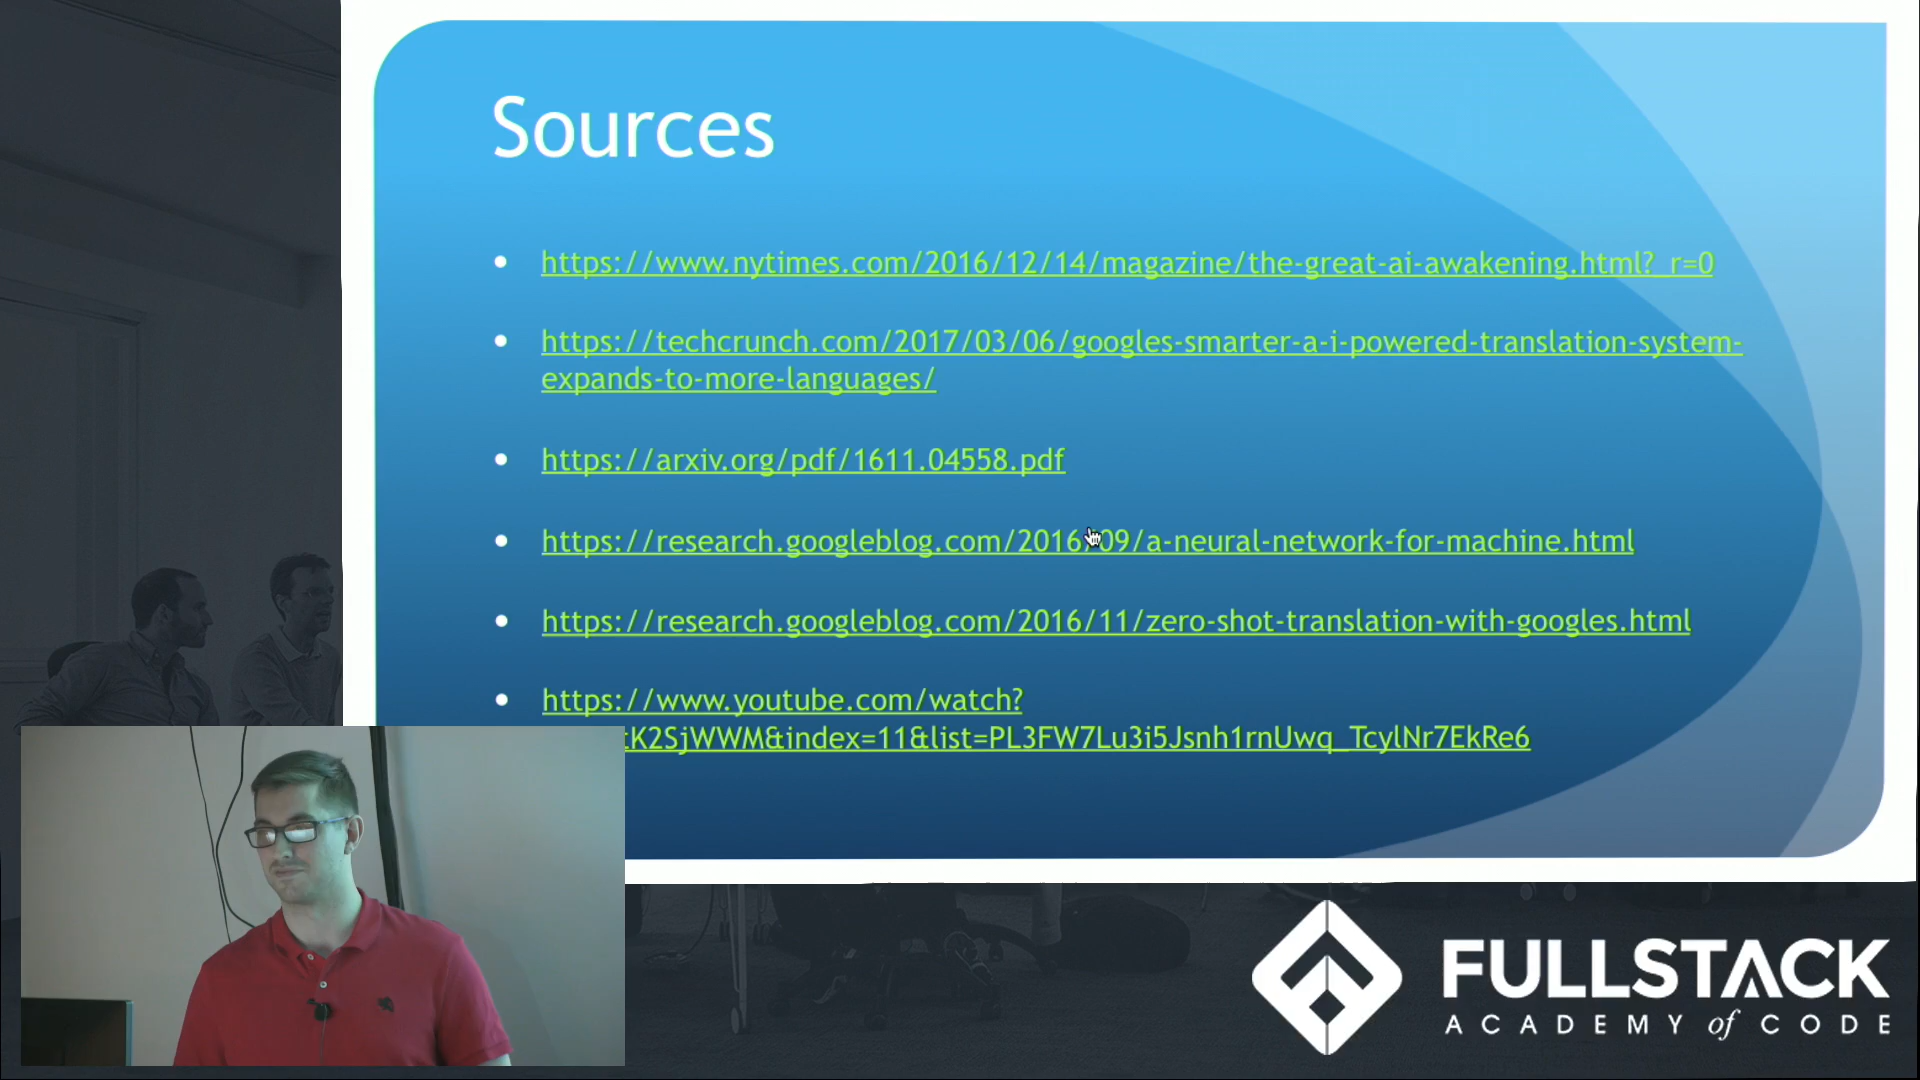 Sources
https://www.nytimes.com/2016/12/14/magazine/the-great-ai-awakening.html?_r=0
https://techcrunch.com/2017/03/06/googles-smarter-a-i-powered-translation-system-
expands-to-more-languages/
https://arxiv.org/pdf/1611.04558.pdf
https://research.googleblog.com/2016/09/a-neural-network-for-machine.html
https://research.googleblog.com/2016/11/zero-shot-translation-with-googles.html
https://www.youtube.com/watch?
K2SjWWM&index=11&list=PL3FW7Lu3i5Jsnh1rnUwq_TcylNr7EkRe6
FULLSTACK
ACADEMY of CODE